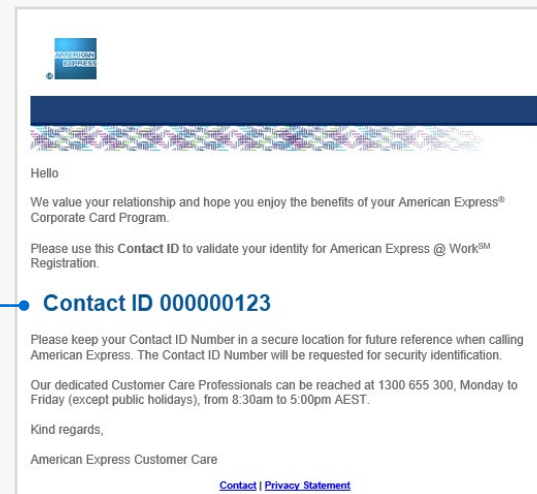 AMERICAN
EXPRESS
®
Hello
We value your relationship and hope you enjoy the benefits of your American Express®
Corporate Card Program.
Please use this Contact ID to validate your identity for American Express @ Work℠
Registration.
Contact ID 000000123
Please keep your Contact ID Number in a secure location for future reference when calling
American Express. The Contact ID Number will be requested for security identification.
Our dedicated Customer Care Professionals can be reached at 1300 655 300, Monday to
Friday (except public holidays), from 8:30am to 5:00pm AEST.
Kind regards,
American Express Customer Care
Contact | Privacy Statement